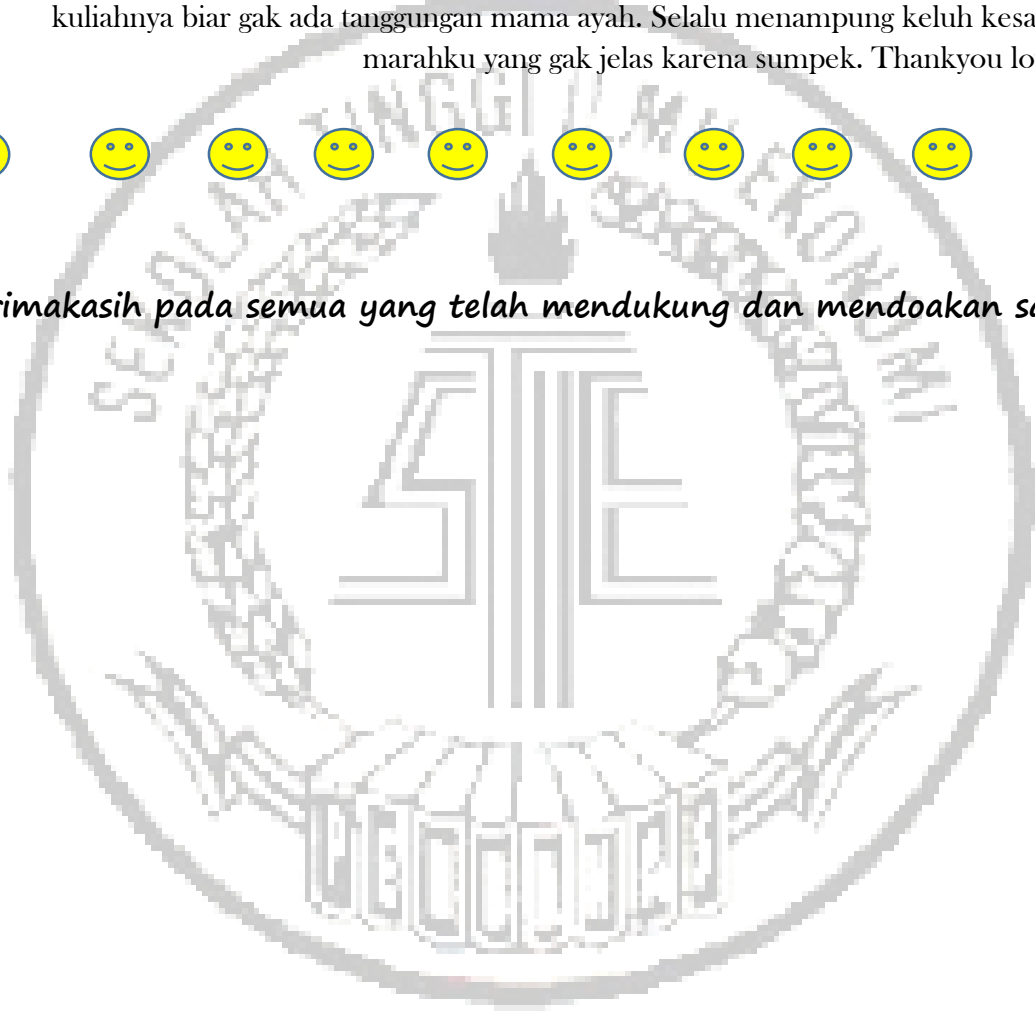 kuliahnya biar gak ada tanggungan mama ayah. Selalu menampung keluh kesa
marahku yang gak jelas karena sumpek. Thankyou lo
SEKOLAH TINGGI ILMU EKONOMI
rimakasih pada semua yang telah mendukung dan mendoakan sa
STIE